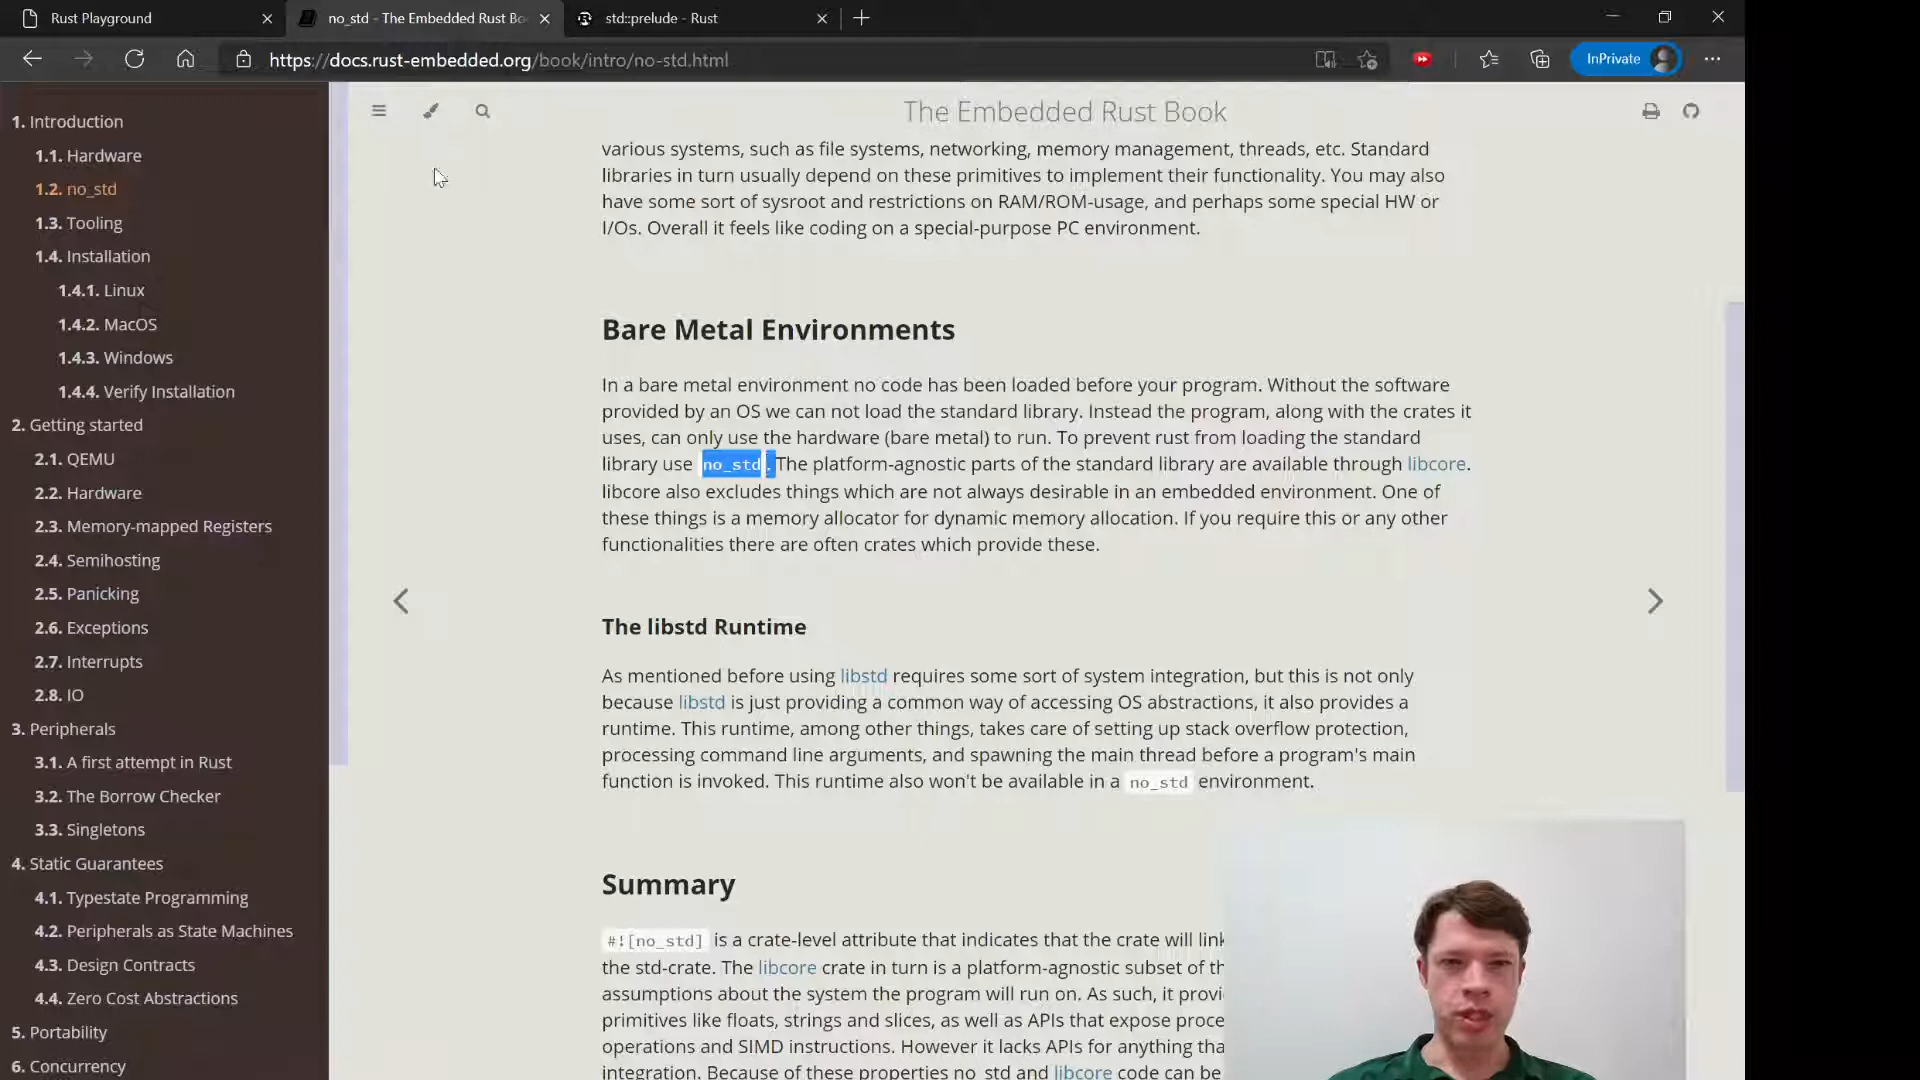 Rust Playground
no_std - The Embedded Rust Bo
std::prelude - Rust
https://docs.rust-embedded.org/book/intro/no-std.html
InPrivate
1. Introduction
1.1. Hardware
1.2. no_std
1.3. Tooling
1.4. Installation
1.4.1. Linux
1.4.2. MacOS
1.4.3. Windows
1.4.4. Verify Installation
2. Getting started
2.1. QEMU
2.2. Hardware
2.3. Memory-mapped Registers
2.4. Semihosting
2.5. Panicking
2.6. Exceptions
2.7. Interrupts
2.8. IO
3. Peripherals
3.1. A first attempt in Rust
3.2. The Borrow Checker
3.3. Singletons
4. Static Guarantees
4.1. Typestate Programming
4.2. Peripherals as State Machines
4.3. Design Contracts
4.4. Zero Cost Abstractions
5. Portability
6. Concurrency
The Embedded Rust Book
various systems, such as file systems, networking, memory management, threads, etc. Standard
libraries in turn usually depend on these primitives to implement their functionality. You may also
have some sort of sysroot and restrictions on RAM/ROM-usage, and perhaps some special HW or
I/Os. Overall it feels like coding on a special-purpose PC environment.
Bare Metal Environments
In a bare metal environment no code has been loaded before your program. Without the software
provided by an OS we can not load the standard library. Instead the program, along with the crates it
uses, can only use the hardware (bare metal) to run. To prevent rust from loading the standard
library use no_std. The platform-agnostic parts of the standard library are available through libcore.
libcore also excludes things which are not always desirable in an embedded environment. One of
these things is a memory allocator for dynamic memory allocation. If you require this or any other
functionalities there are often crates which provide these.
The libstd Runtime
As mentioned before using libstd requires some sort of system integration, but this is not only
because libstd is just providing a common way of accessing OS abstractions, it also provides a
runtime. This runtime, among other things, takes care of setting up stack overflow protection,
processing command line arguments, and spawning the main thread before a program's main
function is invoked. This runtime also won't be available in a no_std environment.
Summary
#![no_std] is a crate-level attribute that indicates that the crate will link
the std-crate. The libcore crate in turn is a platform-agnostic subset of th
assumptions about the system the program will run on. As such, it provi
primitives like floats, strings and slices, as well as APIs that expose proce
operations and SIMD instructions. However it lacks APIs for anything tha
integration. Because of these properties no_std and libcore code can be